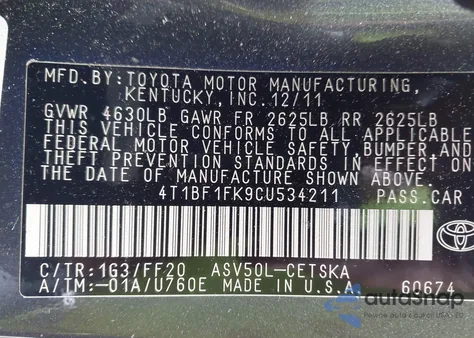 MFD. BY: TOYOTA MOTOR MANUFACTURING,
KENTUCKY, INC. 12/11
GVWR 4630LB GAWR FR 2625LB RR 2625LB
THIS VEHICLE CONFORMS TO ALL APPLICABLE
FEDERAL MOTOR VEHICLE SAFETY, BUMPER AND
THEFT PREVENTION STANDARDS IN EFFECT ON
THE DATE OF MANUFACTURE SHOWN ABOVE.
4T1BF1FK9CU534211 PASS.CAR
C/TR:1G3/FF20 ASV50L-CETSKA
A/TM:-01A/U760E MADE IN U.S.A. 60674
autoSnap